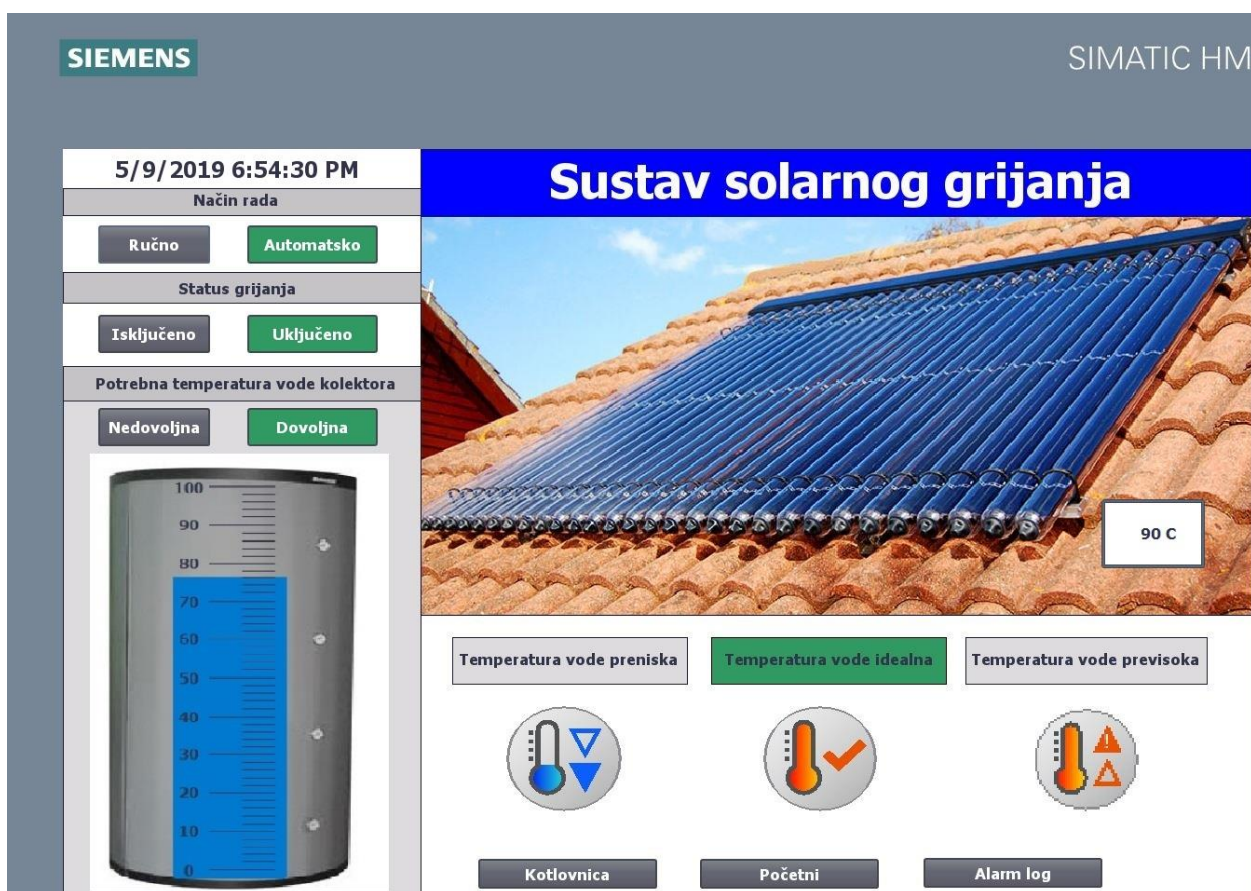 SIEMENS
SIMATIC HM
5/9/2019 6:54:30 PM
Način rada
Ručno
Automatsko
Status grijanja
Isključeno
Uključeno
Potrebna temperatura vode kolektora
Nedovoljna
Dovoljna
100
90
80
70
60
50
40
30
20
10
0
Sustav solarnog grijanja
90 C
Temperatura vode preniska
Temperatura vode idealna
Temperatura vode previsoka
Kotlovnica
Početni
Alarm log